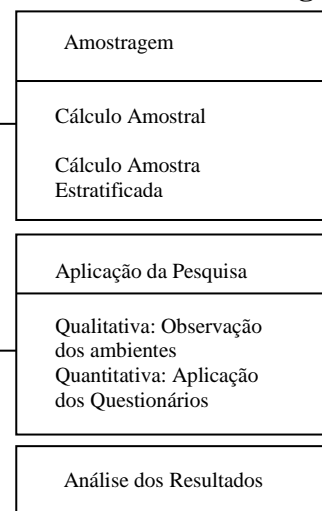 Amostragem
Cálculo Amostral
Cálculo Amostra
Estratificada
Aplicação da Pesquisa
Qualitativa: Observação
dos ambientes
Quantitativa: Aplicação
dos Questionários
Análise dos Resultados